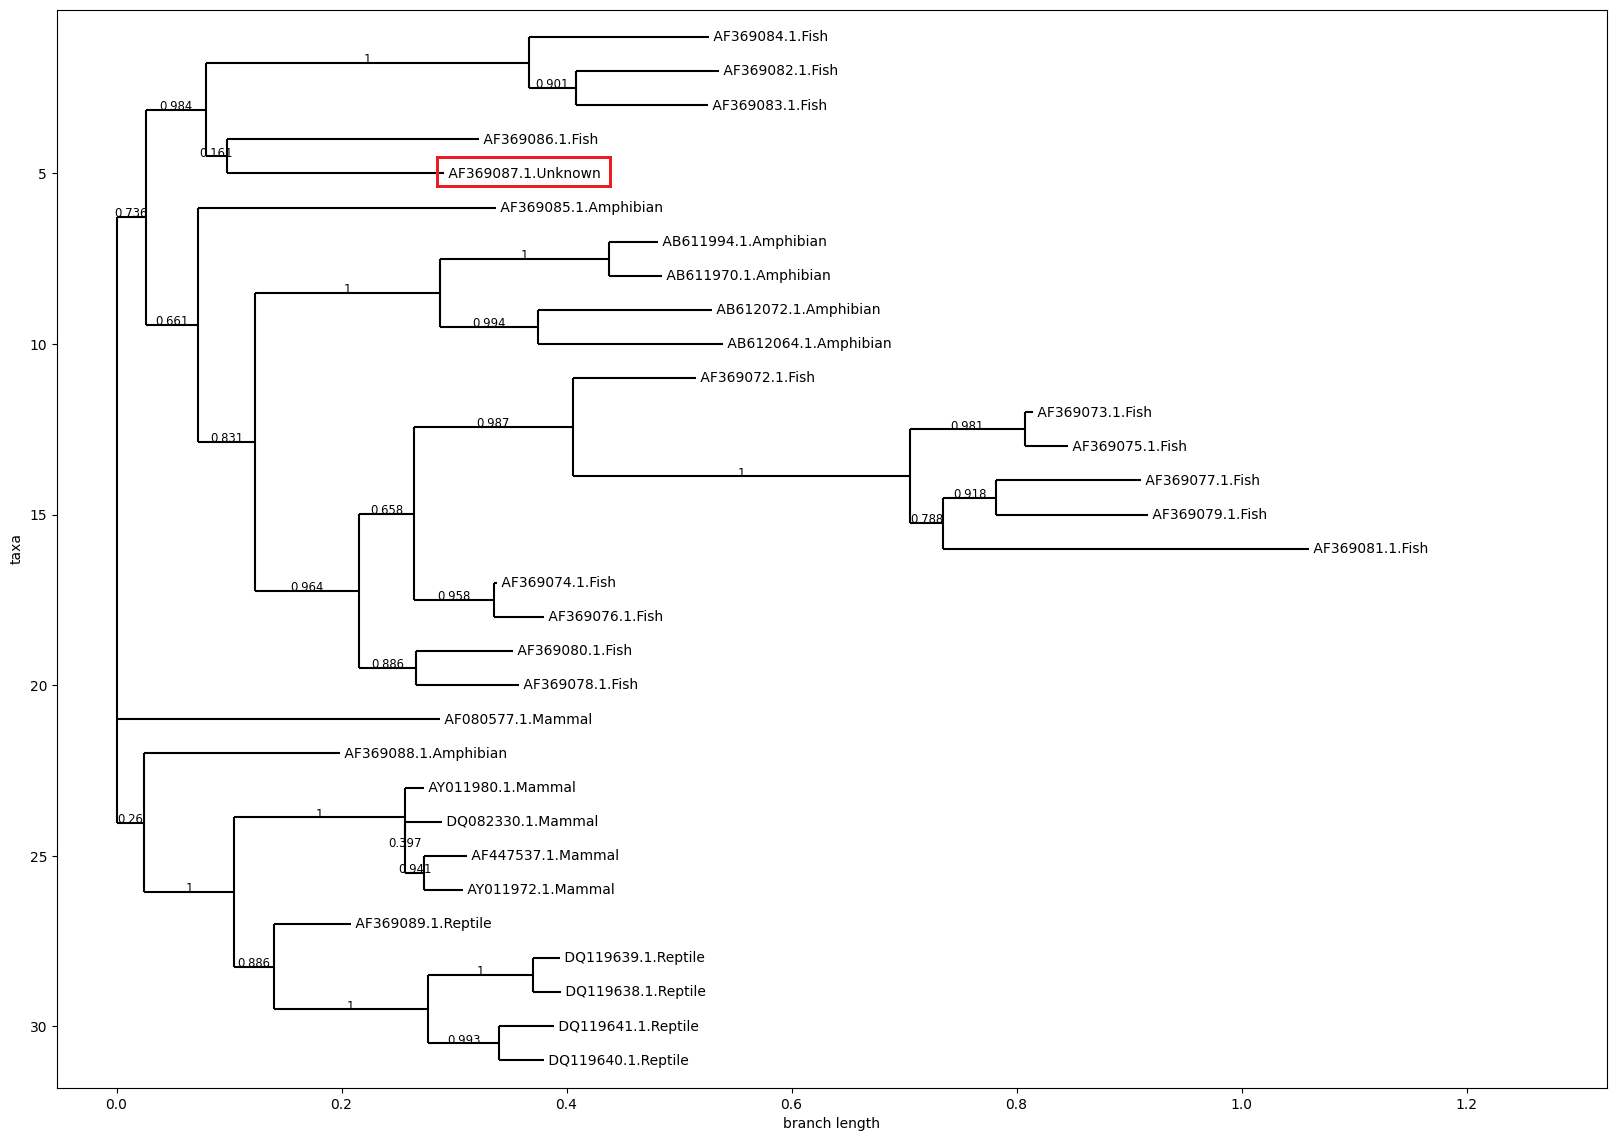 AF369084.1.Fish
1
AF369082.1.Fish
0.901
AF369083.1.Fish
0.984
AF369086.1.Fish
0.161
5
AF369087.1.Unknown
AF369085.1.Amphibian
0.736
AB611994.1.Amphibian
1
AB611970.1.Amphibian
1
AB612072.1.Amphibian
0.661
0.994
10
AB612064.1.Amphibian
AF369072.1.Fish
AF369073.1.Fish
0.987
0.981
0.831
AF369075.1.Fish
1
AF369077.1.Fish
0.918
0.658
15
AF369079.1.Fish
0.788
AF369081.1.Fish
taxa
AF369074.1.Fish
0.964
0.958
AF369076.1.Fish
AF369080.1.Fish
0.886
20
AF369078.1.Fish
AF080577.1.Mammal
AF369088.1.Amphibian
AY011980.1.Mammal
1
0.26
DQ082330.1.Mammal
0.397
25
AF447537.1.Mammal
0.941
1
AY011972.1.Mammal
AF369089.1.Reptile
DQ119639.1.Reptile
0.886
1
DQ119638.1.Reptile
1
30
DQ119641.1.Reptile
0.993
DQ119640.1.Reptile
0.0 0.2 0.4 0.6 0.8 1.0 1.2
branch length